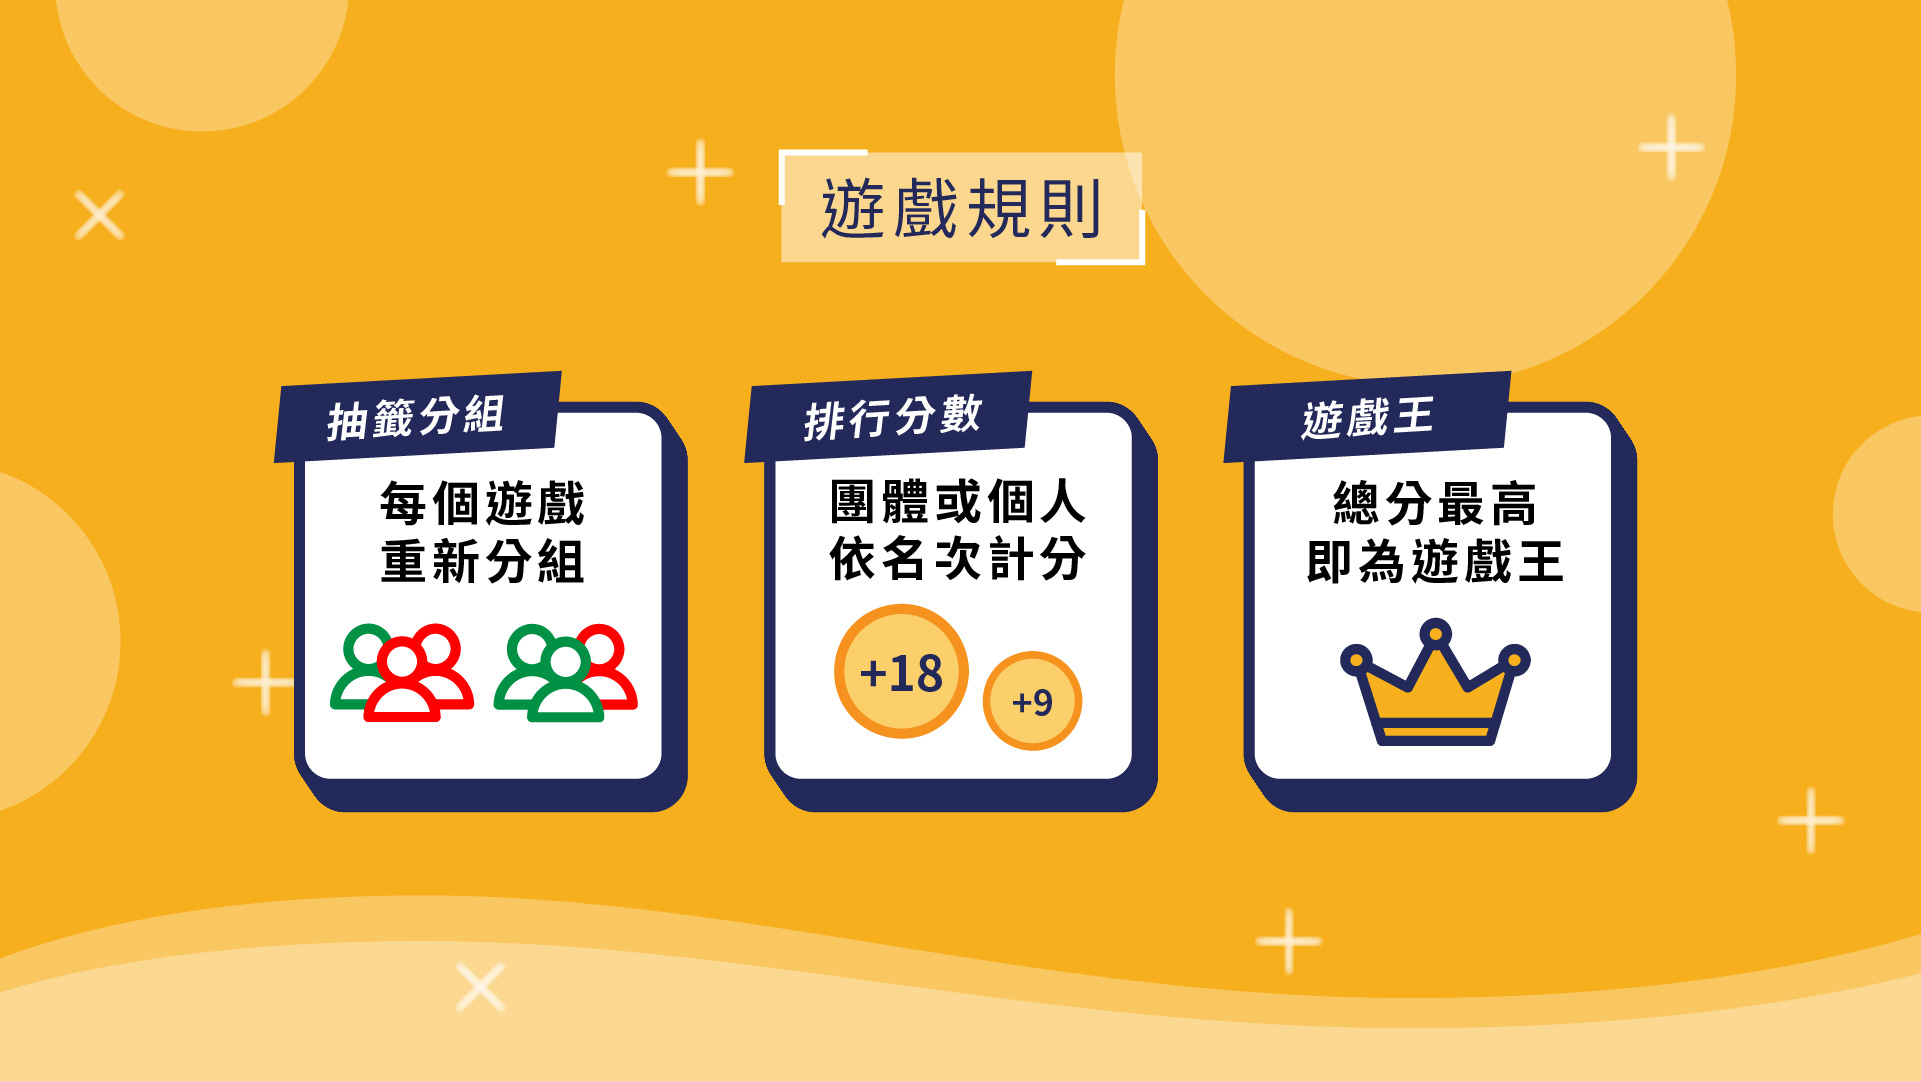 遊戲規則
抽籤分組
每個遊戲
重新分組
排行分數
團體或個人
依名次計分
+18
+9
遊戲王
總分最高
即為遊戲王